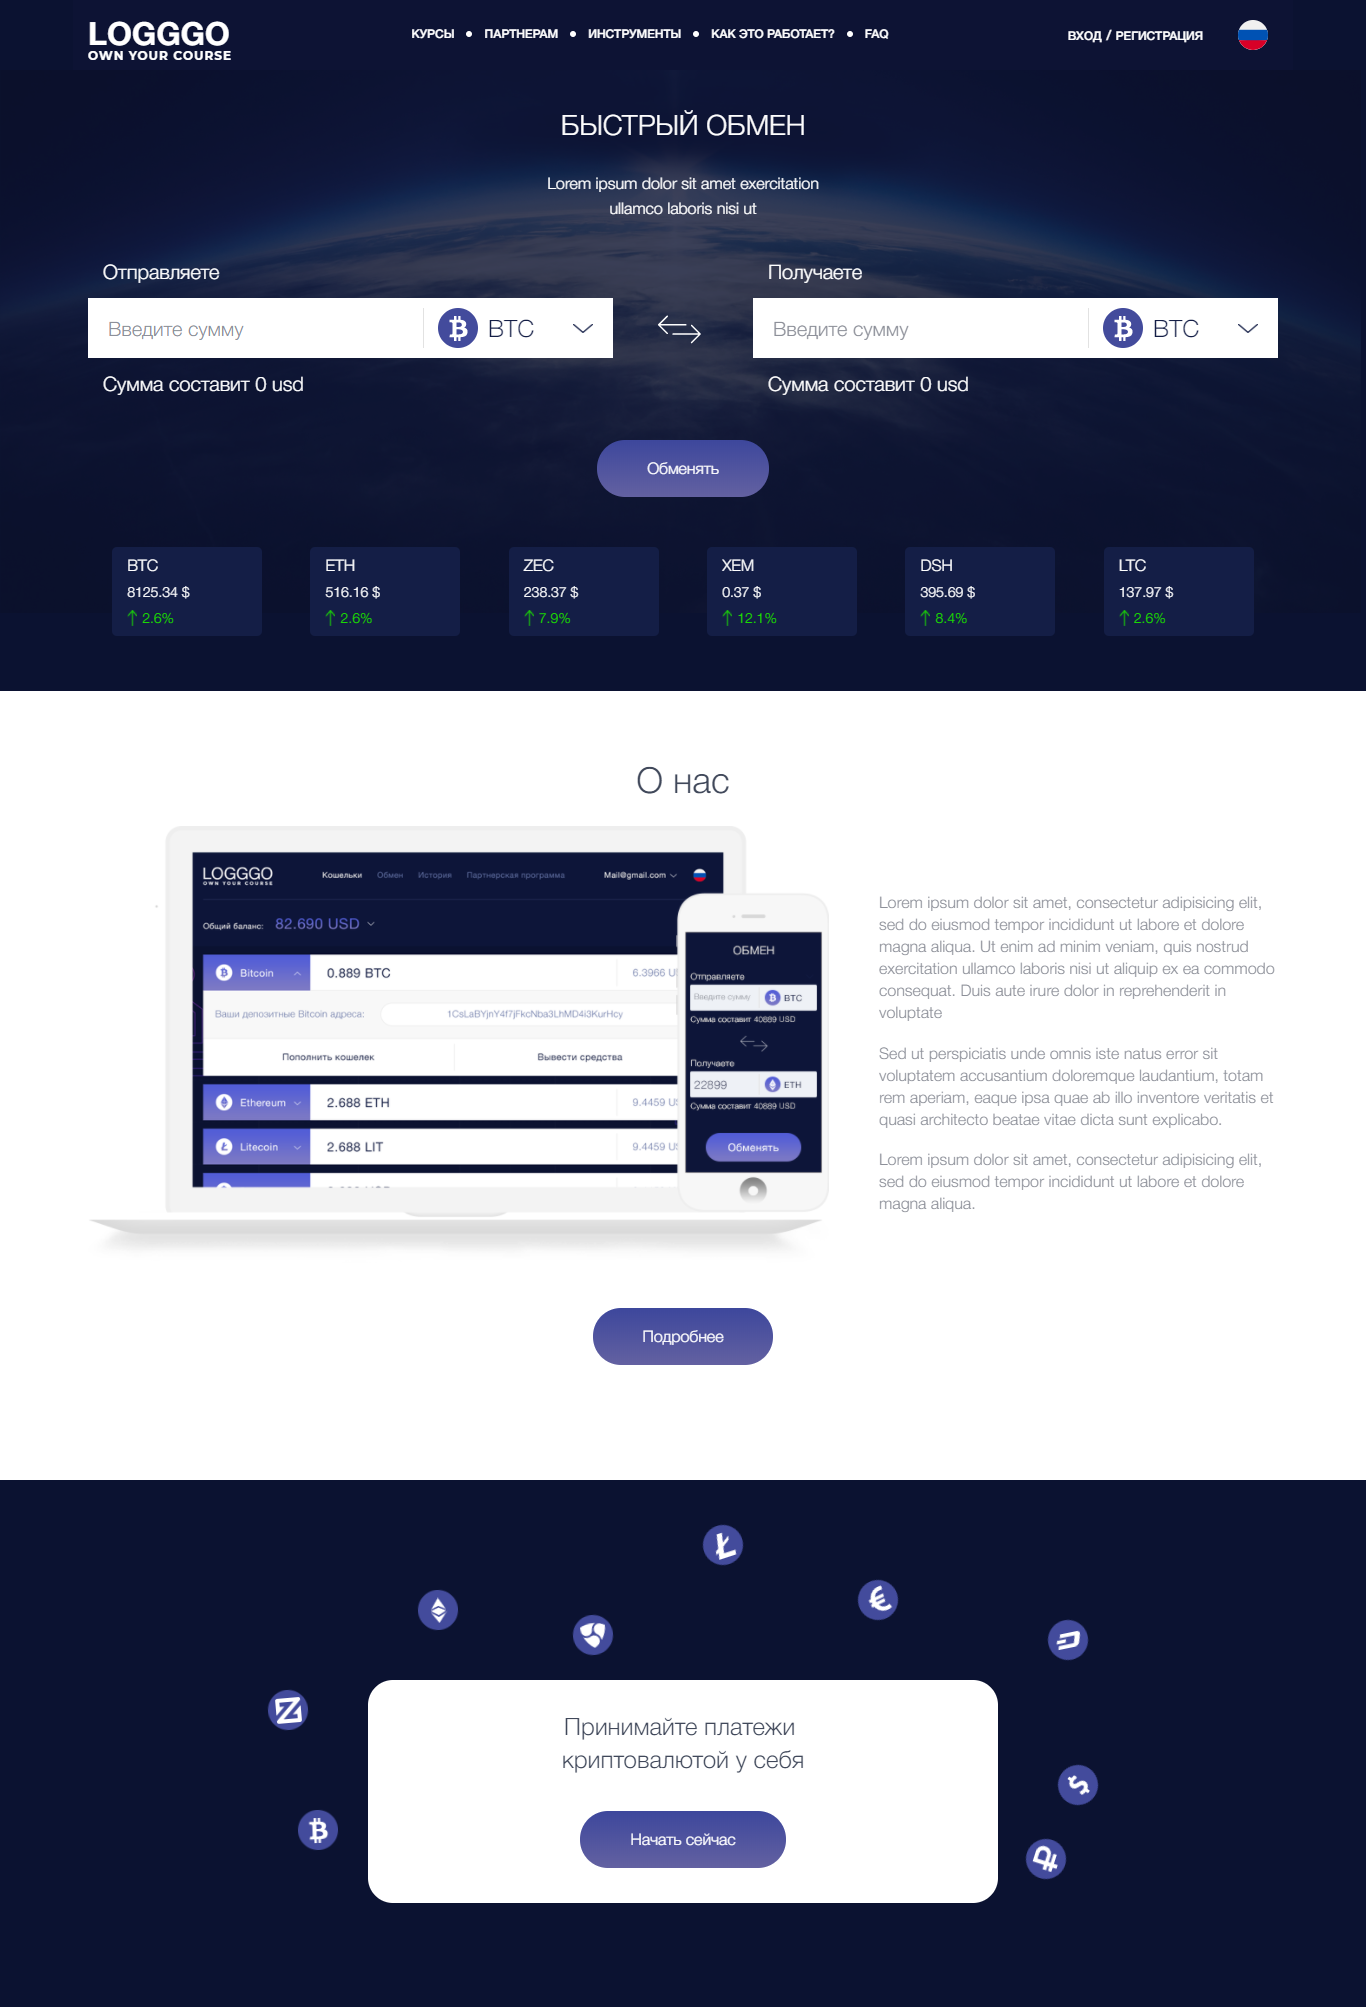 LOGGGO
OWN YOUR COURSE
КУРСЫ
ПАРТНЕРАМ
ИНСТРУМЕНТЫ
КАК ЭТО РАБОТАЕТ?
FAQ
ВХОД / РЕГИСТРАЦИЯ
БЫСТРЫЙ ОБМЕН
Lorem ipsum dolor sit amet exercitation
ullamco laboris nisi ut
Отправляете
Введите сумму
BTC
Сумма составит 0 usd
Получаете
Введите сумму
BTC
Сумма составит 0 usd
Обменять
BTC
8125.34 $
2.6%
ETH
516.16 $
2.6%
ZEC
238.37 $
7.9%
XEM
0.37 $
12.1%
DSH
395.69 $
8.4%
LTC
137.97 $
2.6%
О нас
LOGGGO
OWN YOUR COURSE
Кошельки
Обмен
История
Партнерская программа
Mail@gmail.com
Общий баланс:
82.690 USD
Bitcoin
0.889 BTC
6.3966
Ваши депозитные Bitcoin адреса:
1CsLaBYjnY4f7jFkcNba3LhMD4i3KurHcy
Пополнить кошелек
Вывести средства
Ethereum
2.688 ETH
9.4459
Litecoin
2.688 LIT
9.4459
ОБМЕН
Отправляете
Введите сумму
BTC
Сумма составит 40889 USD
Получаете
22899
ETH
Сумма составит 40889 USD
Обменять
Lorem ipsum dolor sit amet, consectetur adipisicing elit,
sed do eiusmod tempor incididunt ut labore et dolore
magna aliqua. Ut enim ad minim veniam, quis nostrud
exercitation ullamco laboris nisi ut aliquip ex ea commodo
consequat. Duis aute irure dolor in reprehenderit in
voluptate
Sed ut perspiciatis unde omnis iste natus error sit
voluptatem accusantium doloremque laudantium, totam
rem aperiam, eaque ipsa quae ab illo inventore veritatis et
quasi architecto beatae vitae dicta sunt explicabo.
Lorem ipsum dolor sit amet, consectetur adipisicing elit,
sed do eiusmod tempor incididunt ut labore et dolore
magna aliqua.
Подробнее
Принимайте платежи
криптовалютой у себя
Начать сейчас